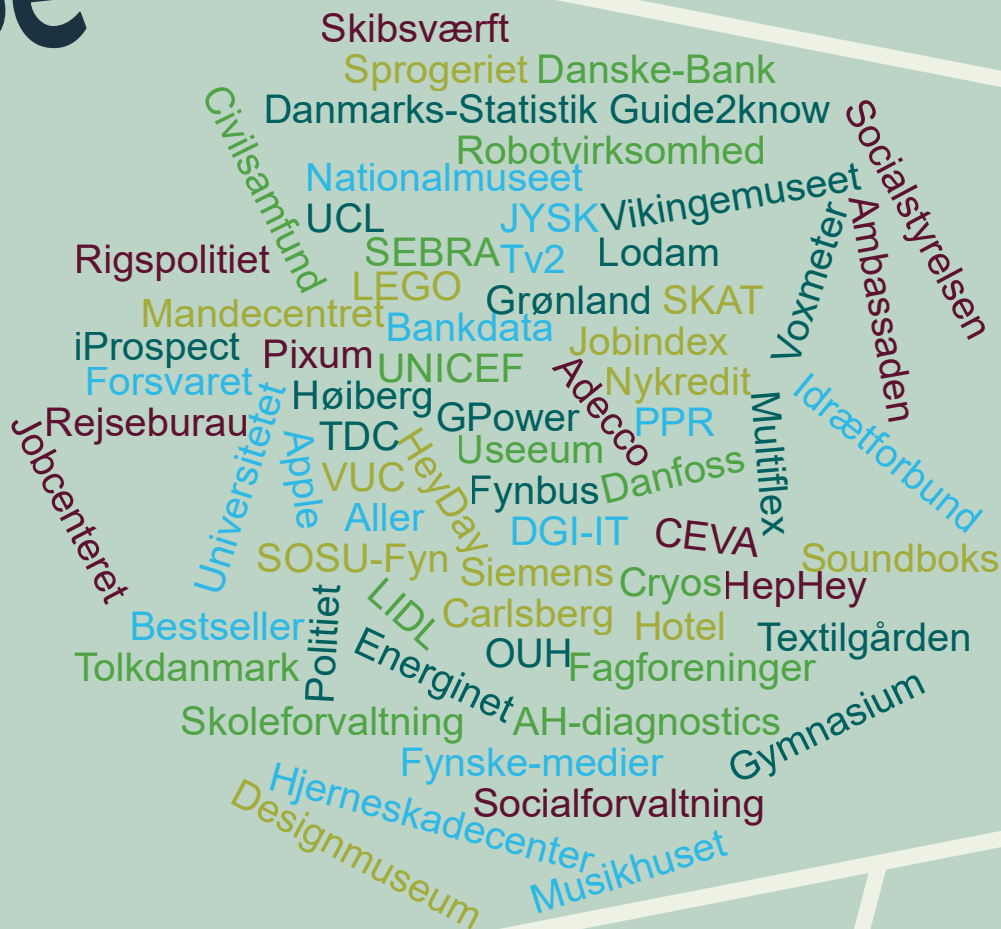 Skibsværft
Sprogeriet Danske-Bank
Danmarks-Statistik Guide2know
Civilsamfund
Socialstyrelsen
Robotvirksomhed
Nationalmuseet
Vikingemuseet
UCL
JYSK
Ambassaden
Voxmeter
Rigspolitiet
SEBRA
Tv2
Lodam
LEGO
Grønland
SKAT
Mandecentret
Bankdata
Jobindex
iProspect
Pixum
UNICEF
Adecco
Forsvaret
Nykredit
Idrætforbund
Universitetet
Høiberg
Multiflex
Rejseburau
GPower
PPR
Jobcenteret
TDC
HeyDay
Useeum
Apple
VUC
Fynbus
Danfoss
Aller
DGI-IT
CEVA
SOSU-Fyn
Siemens
Soundboks
Cryos
HepHey
LIDL
Carlsberg
Bestseller
Politiet
Hotel
Textilgården
Energinet
OUH
Tolkdanmark
Fagforeninger
Skoleforvaltning
AH-diagnostics
Gymnasium
Fynske-medier
Hjerneskadecenter
Socialforvaltning
Designmuseum
Musikhuset